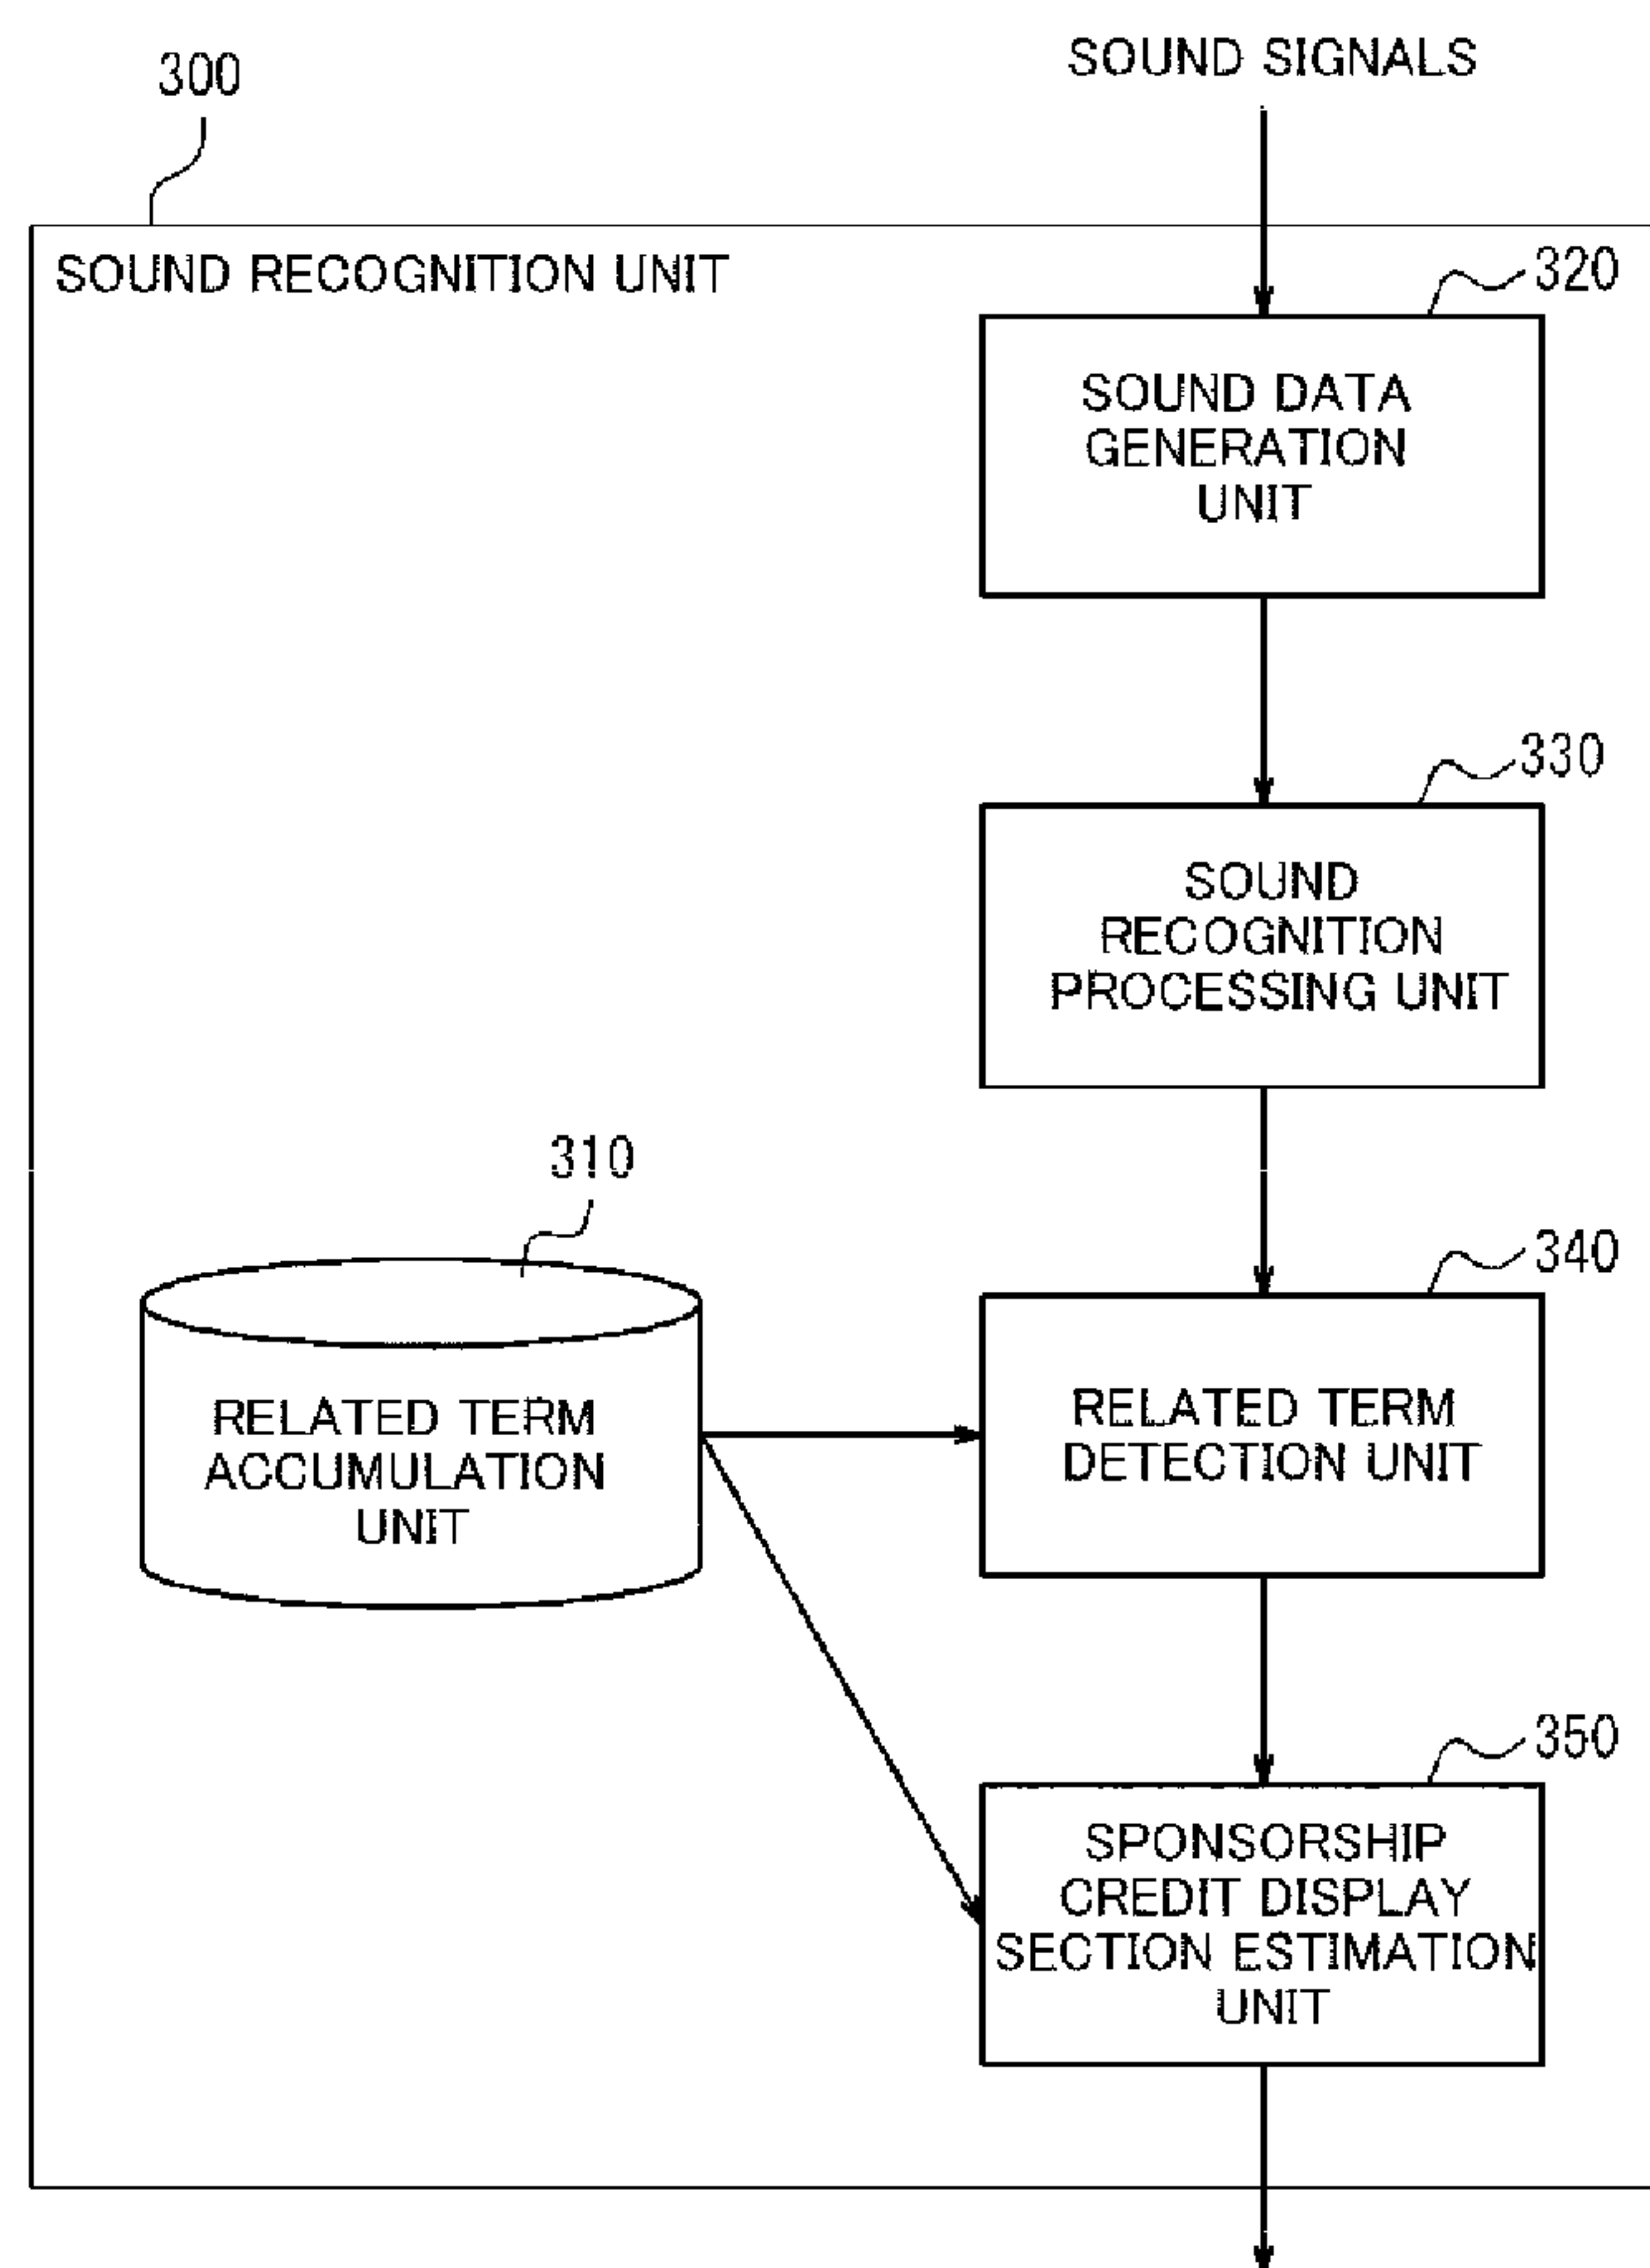 300
SOUND SIGNALS
SOUND RECOGNITION UNIT
320
SOUND DATA
GENERATION
UNIT
330
SOUND
RECOGNITION
PROCESSING UNIT
310
340
RELATED TERM
ACCUMULATION
UNIT
RELATED TERM
DETECTION UNIT
350
SPONSORSHIP
CREDIT DISPLAY
SECTION ESTIMATION
UNIT